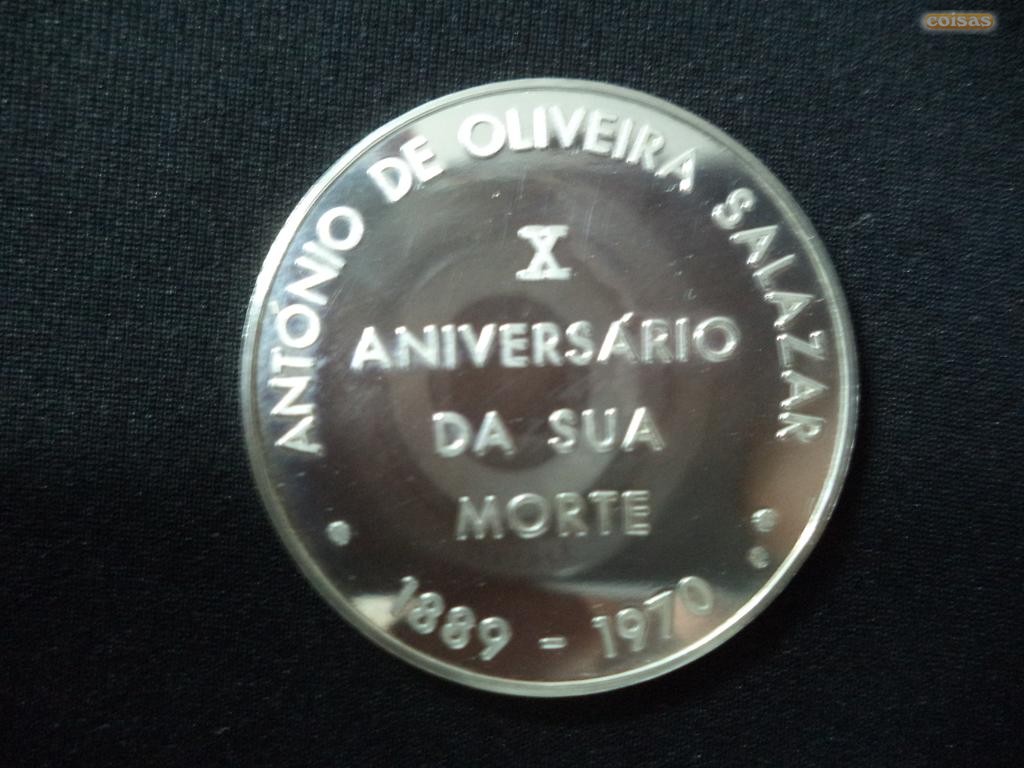 coisas
ANTÓNIO DE OLIVEIRA SALAZAR
X
ANIVERSÁRIO
DA SUA
MORTE
1889 - 1970